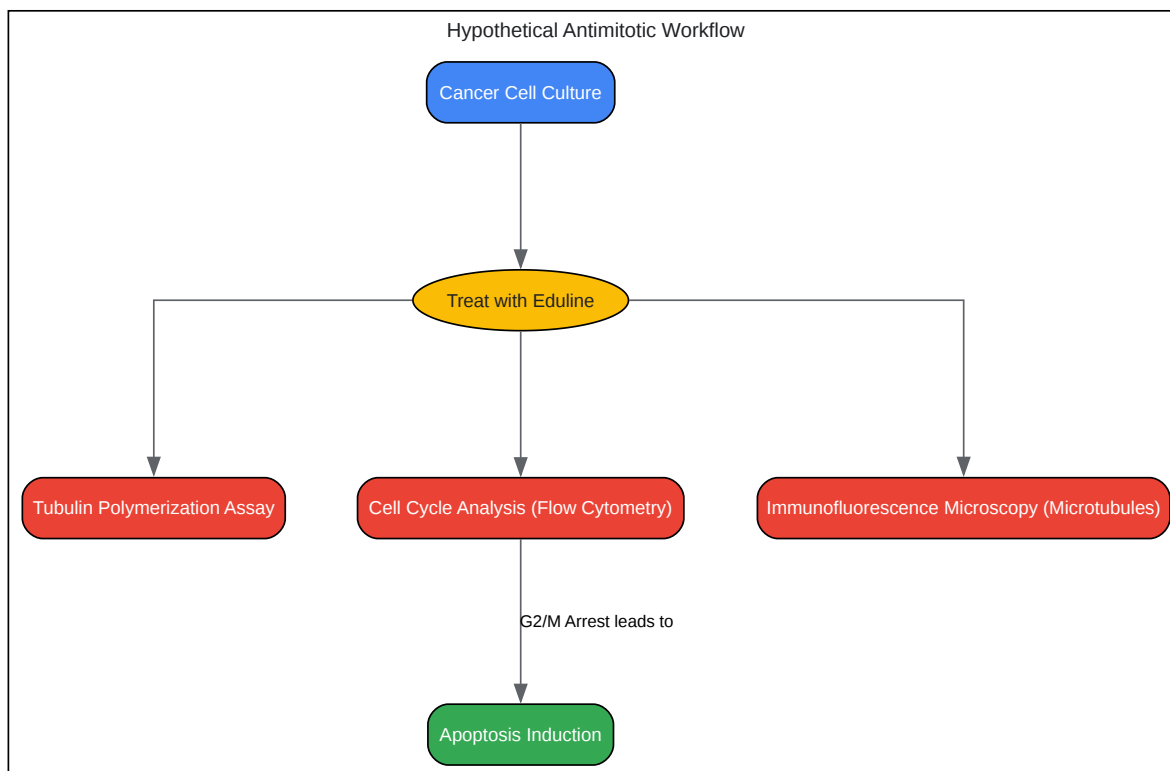 Hypothetical Antimitotic Workflow
Cancer Cell Culture
Treat with Eduline
Tubulin Polymerization Assay
Cell Cycle Analysis (Flow Cytometry)
Immunofluorescence Microscopy (Microtubules)
G2/M Arrest leads to
Apoptosis Induction